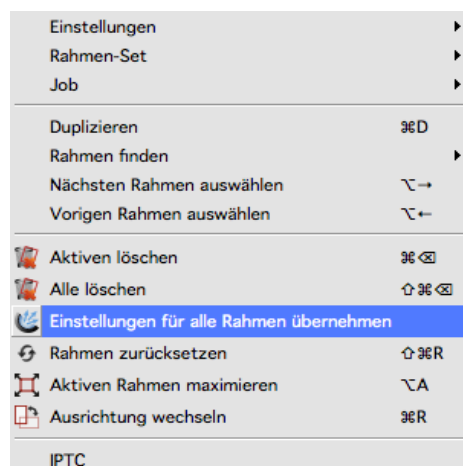 Einstellungen
Rahmen-Set
Job
Duplizieren ⌘D
Rahmen finden
Nächsten Rahmen auswählen ⌥→
Vorigen Rahmen auswählen ⌥←
Aktiven löschen ⌘⌫
Alle löschen ⇧⌘⌫
Einstellungen für alle Rahmen übernehmen
Rahmen zurücksetzen ⇧⌘R
Aktiven Rahmen maximieren ⌥A
Ausrichtung wechseln ⌘R
IPTC